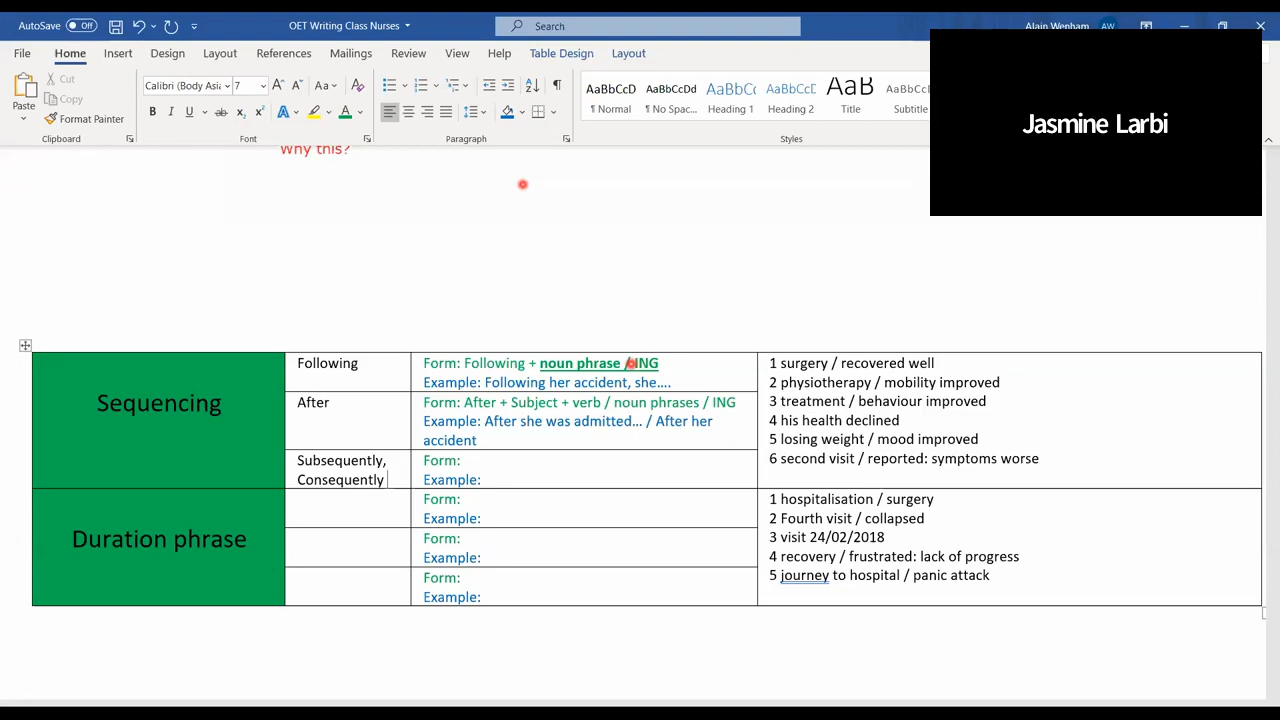 AutoSave Off OET Writing Class Nurses Search Alain Wenham AW
File Home Insert Design Layout References Mailings Review View Help Table Design Layout
Jasmine Larbi
Paste
Cut
Copy
Format Painter
Calibri (Body Asia 7
AaBbCcD AaBbCcDd AaBbCc AaBbCcD AaB AaBbCcD
Normal No Spac... Heading 1 Heading 2 Title Subtitle
Clipboard Font Paragraph Styles
Why this?
Sequencing
Following
Form: Following + noun phrase / ING
Example: Following her accident, she....
After
Form: After + Subject + verb / noun phrases / ING
Example: After she was admitted... / After her
accident
Subsequently,
Consequently
Form:
Example:
1 surgery / recovered well
2 physiotherapy / mobility improved
3 treatment / behaviour improved
4 his health declined
5 losing weight / mood improved
6 second visit / reported: symptoms worse
Duration phrase
Form:
Example:
Form:
Example:
Form:
Example:
1 hospitalisation / surgery
2 Fourth visit / collapsed
3 visit 24/02/2018
4 recovery / frustrated: lack of progress
5 journey to hospital / panic attack